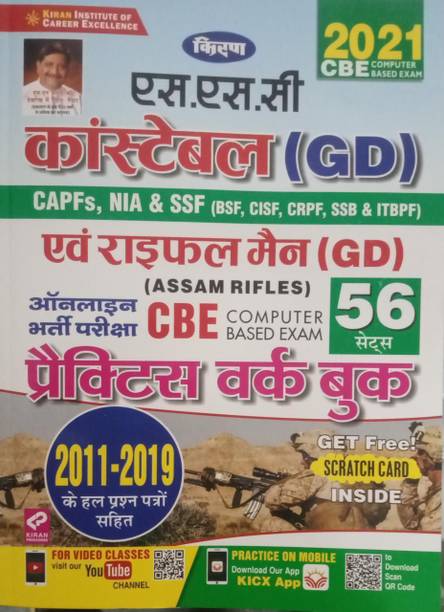 KIRAN INSTITUTE OF
CAREER EXCELLENCE
किरण
2021
CBE COMPUTER
BASED EXAM
एस.एस.सी
कांस्टेबल (GD)
CAPFs, NIA & SSF (BSF, CISF, CRPF, SSB & ITBPF)
एवं राइफल मैन (GD)
(ASSAM RIFLES)
ऑनलाइन
भर्ती परीक्षा
CBE COMPUTER
BASED EXAM
56
सेट्स
प्रैक्टिस वर्क बुक
2011-2019
के हल प्रश्न पत्रों
सहित
GET Free!
SCRATCH CARD
INSIDE
KIRAN
FOR VIDEO CLASSES
visit our YouTube
CHANNEL
PRACTICE ON MOBILE
Download Our App
KICX App
to
Download
Scan
QR Code